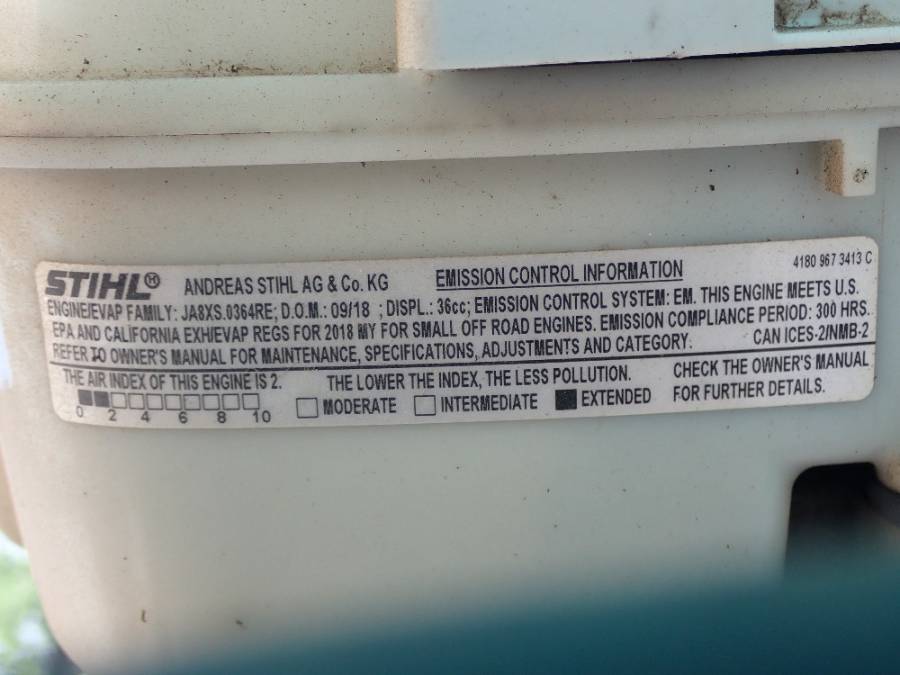 STIHL® ANDREAS STIHL AG & Co. KG EMISSION CONTROL INFORMATION 4180 967 3413 C
ENGINE/EVAP FAMILY: JA8XS.0364RE; D.O.M.: 09/18 ; DISPL.: 36cc; EMISSION CONTROL SYSTEM: EM. THIS ENGINE MEETS U.S.
EPA AND CALIFORNIA EXH/EVAP REGS FOR 2018 MY FOR SMALL OFF ROAD ENGINES. EMISSION COMPLIANCE PERIOD: 300 HRS.
REFER TO OWNER'S MANUAL FOR MAINTENANCE, SPECIFICATIONS, ADJUSTMENTS AND CATEGORY. CAN ICES-2/NMB-2
THE AIR INDEX OF THIS ENGINE IS 2. THE LOWER THE INDEX, THE LESS POLLUTION. CHECK THE OWNER'S MANUAL
0 2 4 6 8 10 MODERATE INTERMEDIATE EXTENDED FOR FURTHER DETAILS.